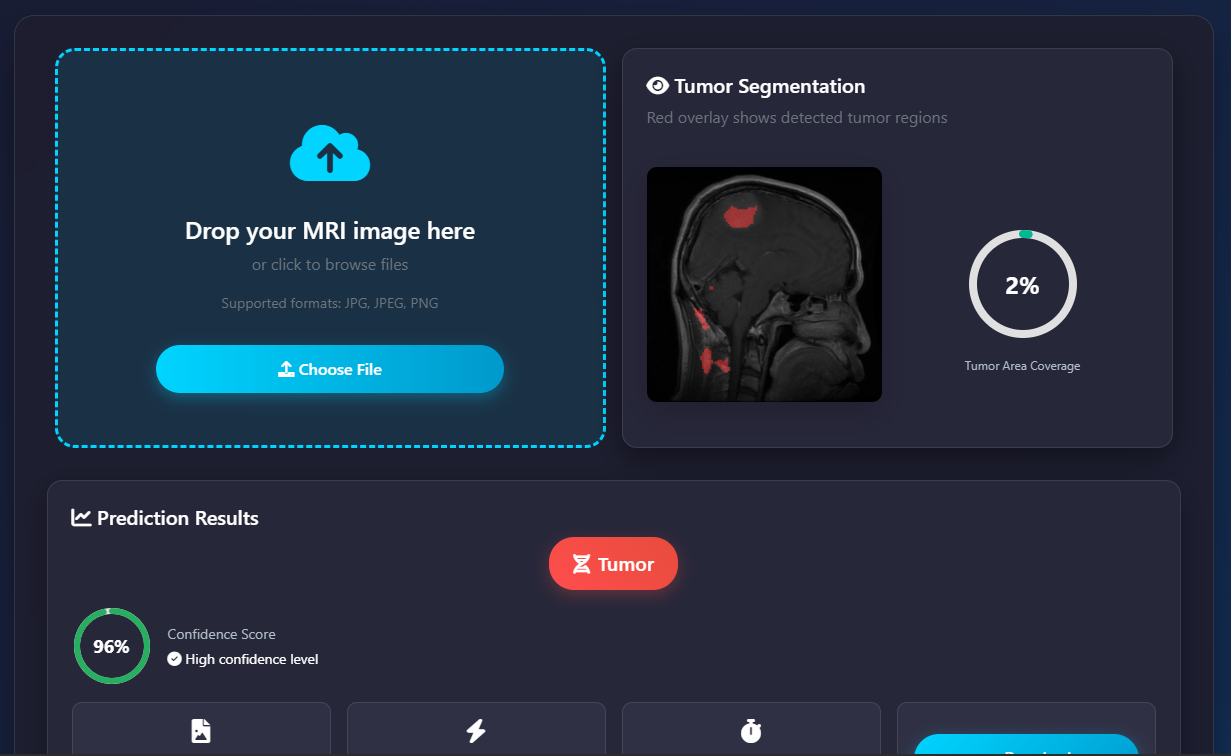 Drop your MRI image here
or click to browse files
Supported formats: JPG, JPEG, PNG
Choose File
Tumor Segmentation
Red overlay shows detected tumor regions
2%
Tumor Area Coverage
Prediction Results
Tumor
96%
Confidence Score
High confidence level